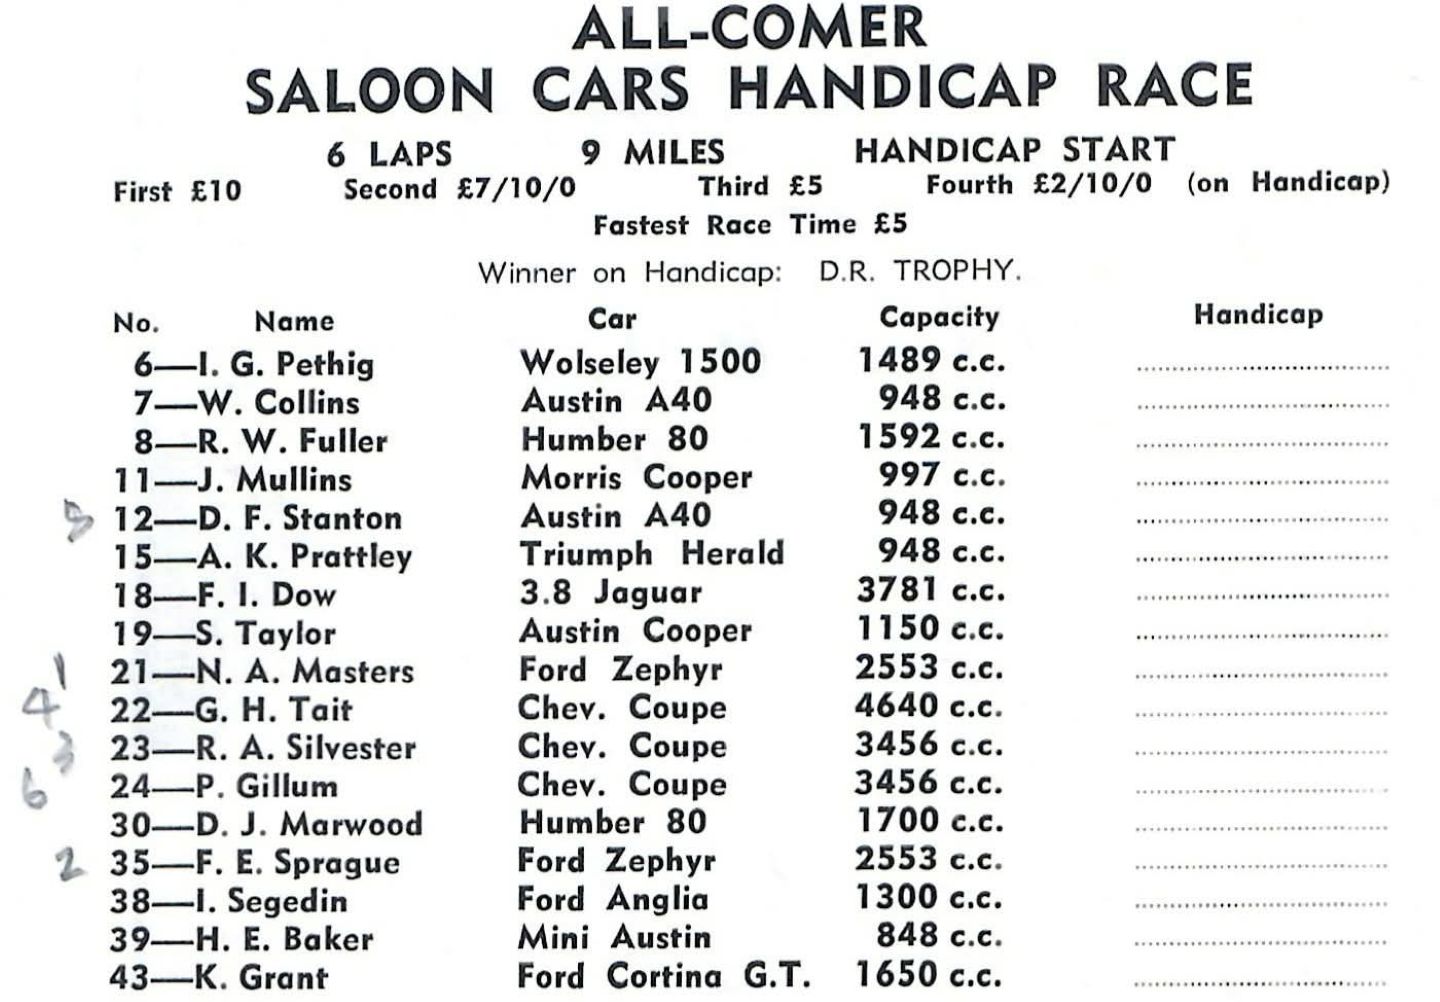 ALL-COMER
SALOON CARS HANDICAP RACE
6 LAPS 9 MILES HANDICAP START
First £10 Second £7/10/0 Third £5 Fourth £2/10/0 (on Handicap)
Fastest Race Time £5
Winner on Handicap: D.R. TROPHY.
No. Name Car Capacity Handicap
6—I. G. Pethig Wolseley 1500 1489 c.c.
7—W. Collins Austin A40 948 c.c.
8—R. W. Fuller Humber 80 1592 c.c.
11—J. Mullins Morris Cooper 997 c.c.
12—D. F. Stanton Austin A40 948 c.c.
15—A. K. Prattley Triumph Herald 948 c.c.
18—F. I. Dow 3.8 Jaguar 3781 c.c.
19—S. Taylor Austin Cooper 1150 c.c.
1 21—N. A. Masters Ford Zephyr 2553 c.c.
4 22—G. H. Tait Chev. Coupe 4640 c.c.
3 23—R. A. Silvester Chev. Coupe 3456 c.c.
6 24—P. Gillum Chev. Coupe 3456 c.c.
30—D. J. Marwood Humber 80 1700 c.c.
2 35—F. E. Sprague Ford Zephyr 2553 c.c.
38—I. Segedin Ford Anglia 1300 c.c.
39—H. E. Baker Mini Austin 848 c.c.
43—K. Grant Ford Cortina G.T. 1650 c.c.